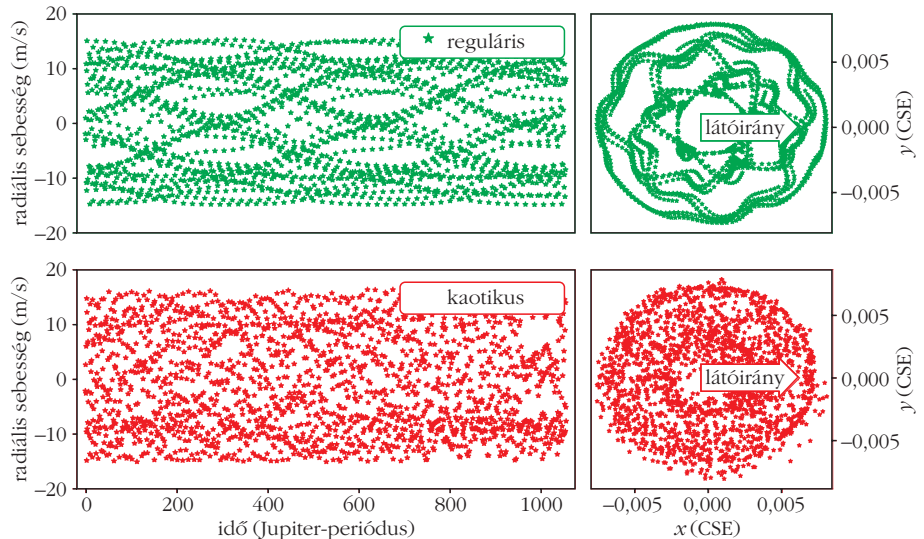 20
10
0
−10
−20
radiális sebesség (m/s)
reguláris
látóirány
0,005
0,000
−0,005
y (CSE)
20
10
0
−10
−20
radiális sebesség (m/s)
kaotikus
látóirány
0,005
0,000
−0,005
y (CSE)
0
200
400
600
800
1000
idő (Jupiter-periódus)
−0,005
0,000
0,005
x (CSE)